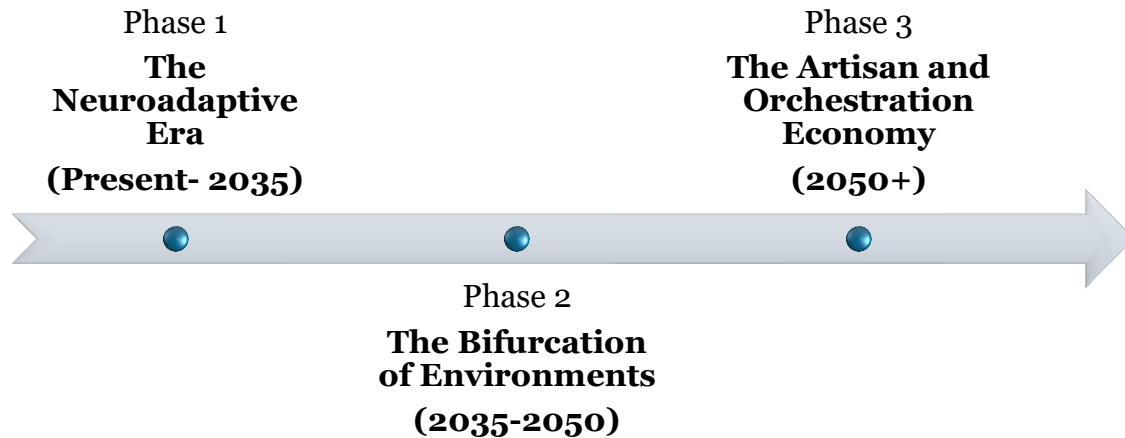 Phase 1
The
Neuroadaptive
Era
(Present- 2035)
Phase 2
The Bifurcation
of Environments
(2035-2050)
Phase 3
The Artisan and
Orchestration
Economy
(2050+)